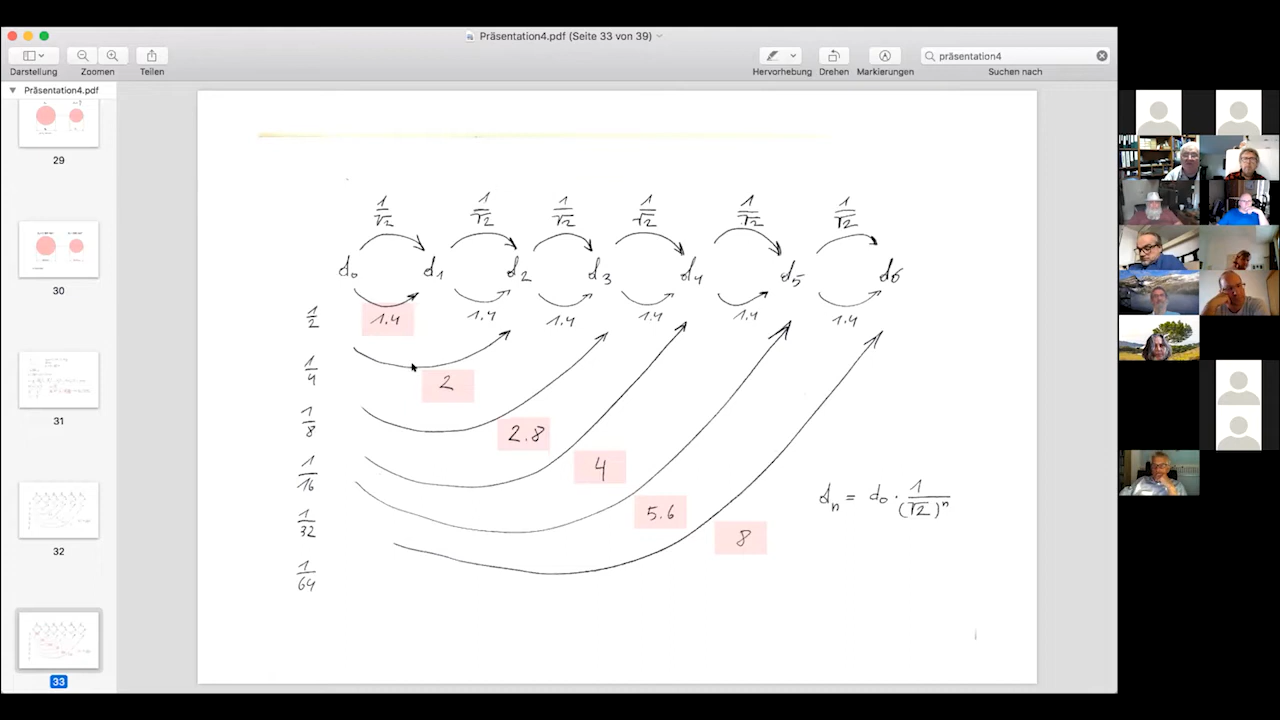 Präsentation4.pdf (Seite 33 von 39)
präsentation4
Darstellung Zoomen Teilen Hervorhebung Drehen Markierungen Suchen nach
Präsentation4.pdf
29
30
31
32
33
1/√2 1/√2 1/√2 1/√2 1/√2 1/√2
d₀ d₁ d₂ d₃ d₄ d₅ d₆
1/2 1.4 1.4 1.4 1.4 1.4 1.4
1/4 2
1/8 2.8
1/16 4
1/32 5.6
1/64 8
dₙ = d₀ · 1/(√2)ⁿ